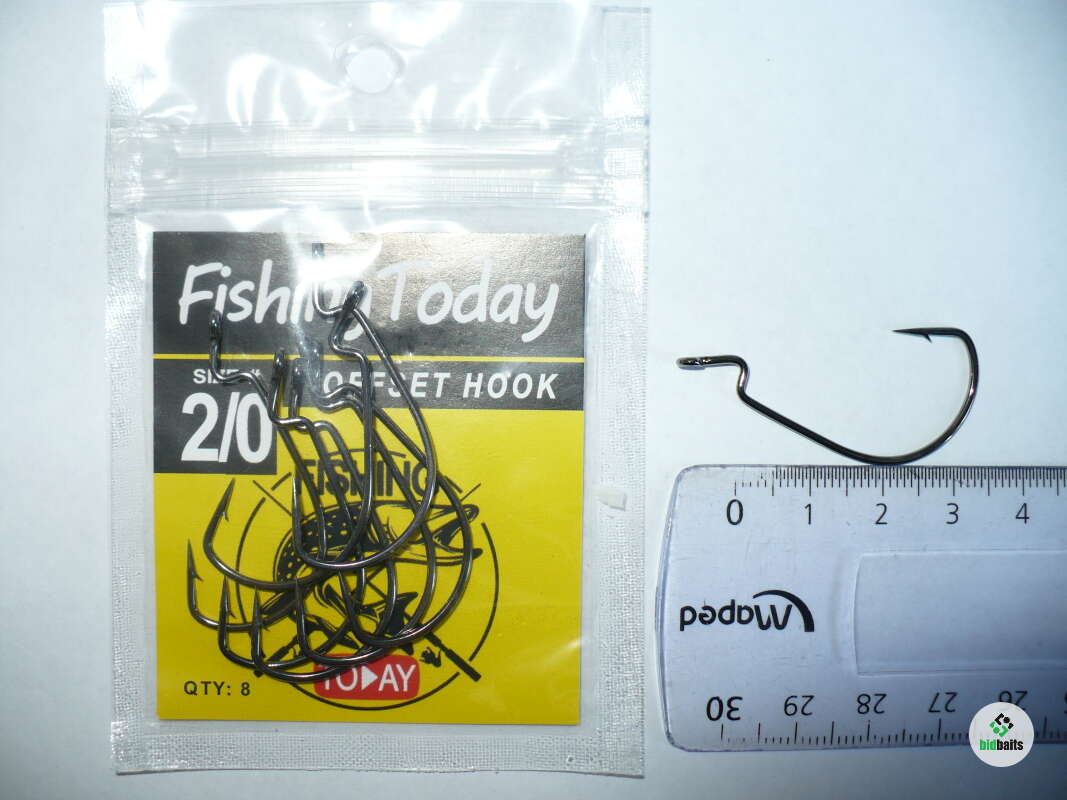 Fishing Today
SIZE #
OFFSET HOOK
2/0
FISHING
TODAY
QTY: 8
0 1 2 3 4
Maped
30 29 28 27 26
bidbaits